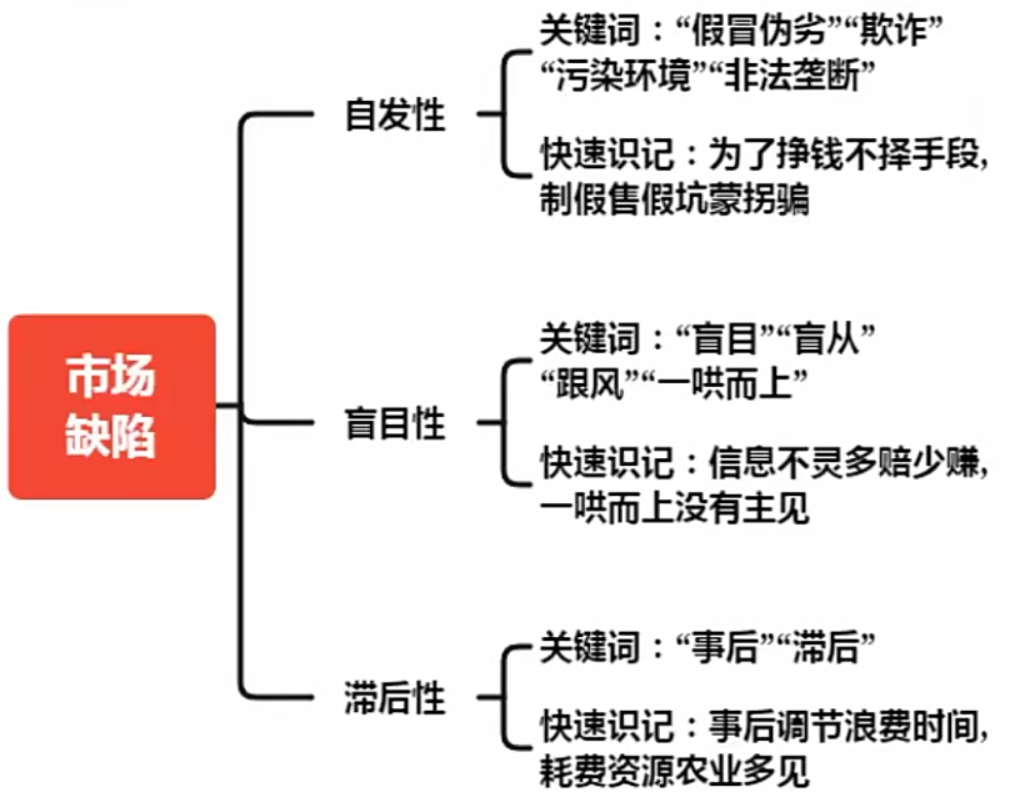 市场
缺陷
自发性
关键词：“假冒伪劣”“欺诈”
“污染环境”“非法垄断”
快速识记：为了挣钱不择手段,
制假售假坑蒙拐骗
盲目性
关键词：“盲目”“盲从”
“跟风”“一哄而上”
快速识记：信息不灵多赔少赚,
一哄而上没有主见
滞后性
关键词：“事后”“滞后”
快速识记：事后调节浪费时间,
耗费资源农业多见